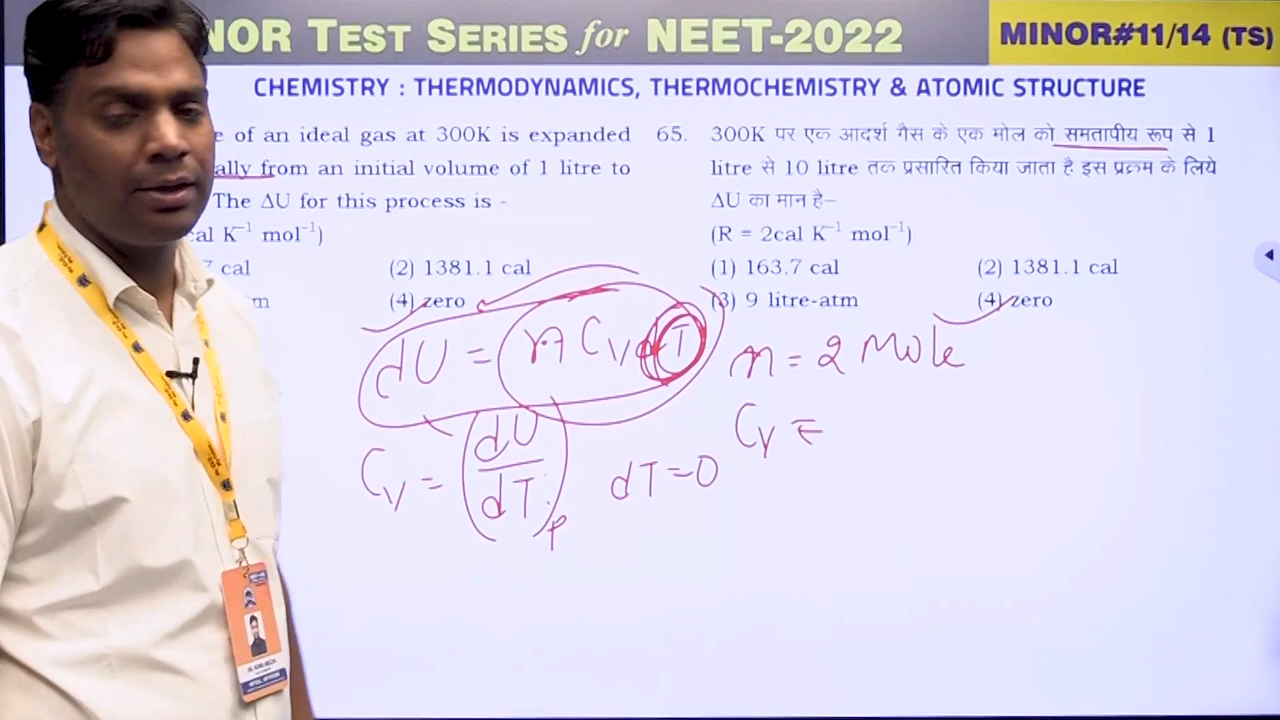 NOR TEST SERIES for NEET-2022
MINOR#11/14 (TS)
CHEMISTRY : THERMODYNAMICS, THERMOCHEMISTRY & ATOMIC STRUCTURE
e of an ideal gas at 300K is expanded
ally from an initial volume of 1 litre to
The ΔU for this process is -
cal K⁻¹ mol⁻¹)
7 cal (2) 1381.1 cal
m (4) zero
65. 300K पर एक आदर्श गैस के एक मोल को समतापीय रूप से 1
litre से 10 litre तक प्रसारित किया जाता है इस प्रक्रम के लिये
ΔU का मान है–
(R = 2cal K⁻¹ mol⁻¹)
(1) 163.7 cal (2) 1381.1 cal
(3) 9 litre-atm (4) zero
dU = n Cv dT
n = 2 Mole
Cv = (dU/dT)p dT=0
Cv =